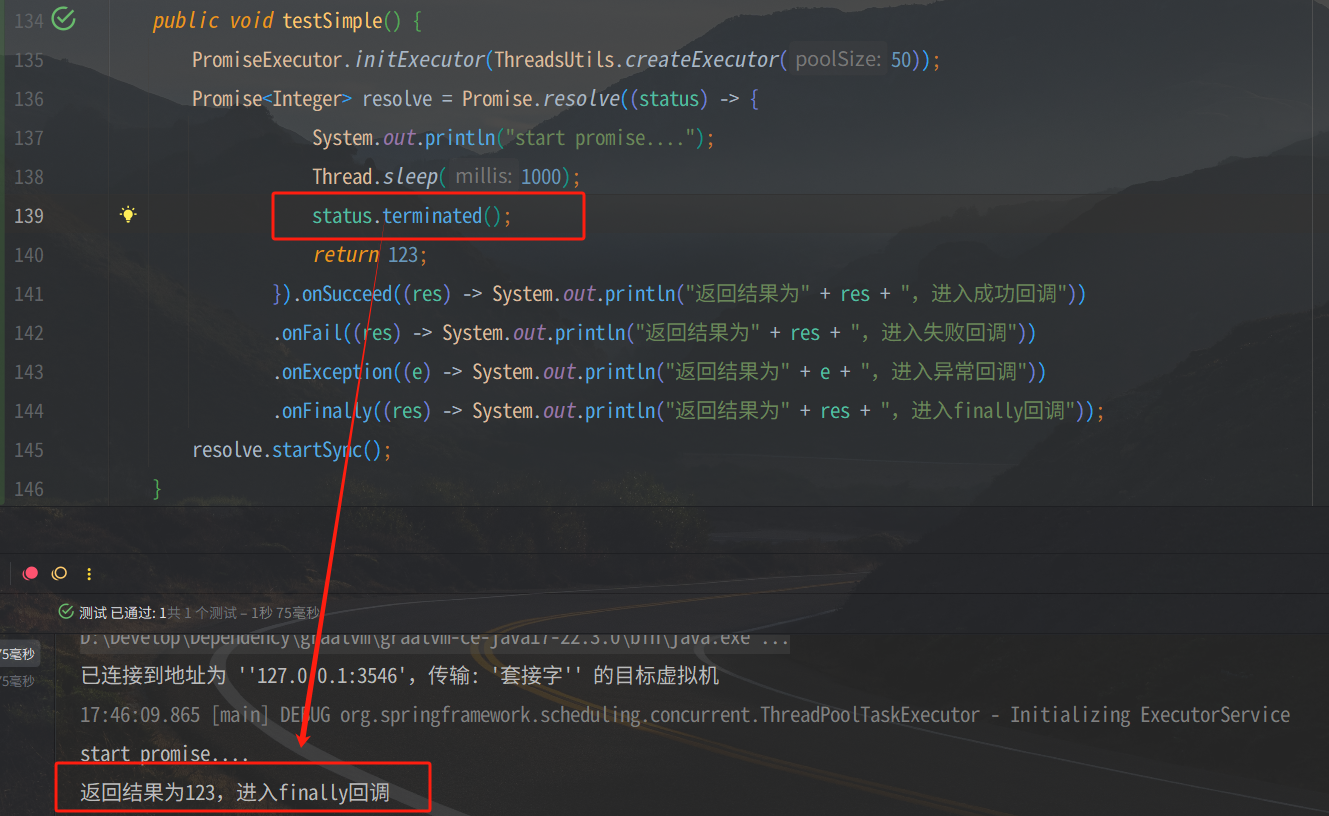 134 public void testSimple() {
135 PromiseExecutor.initExecutor(ThreadsUtils.createExecutor( poolSize: 50));
136 Promise<Integer> resolve = Promise.resolve((status) -> {
137 System.out.println("start promise....");
138 Thread.sleep( millis: 1000);
139 status.terminated();
140 return 123;
141 }).onSucceed((res) -> System.out.println("返回结果为" + res + ", 进入成功回调"))
142 .onFail((res) -> System.out.println("返回结果为" + res + ", 进入失败回调"))
143 .onException((e) -> System.out.println("返回结果为" + e + ", 进入异常回调"))
144 .onFinally((res) -> System.out.println("返回结果为" + res + ", 进入finally回调"));
145 resolve.startSync();
146 }
测试 已通过: 1共 1 个测试 – 1秒 75毫秒
75毫秒 D:\Develop\Dependency\graalvm\graalvm-ce-java17-22.3.0\bin\java.exe ...
75毫秒 已连接到地址为 ''127.0.0.1:3546', 传输: '套接字'' 的目标虚拟机
17:46:09.865 [main] DEBUG org.springframework.scheduling.concurrent.ThreadPoolTaskExecutor - Initializing ExecutorService
start promise....
返回结果为123, 进入finally回调